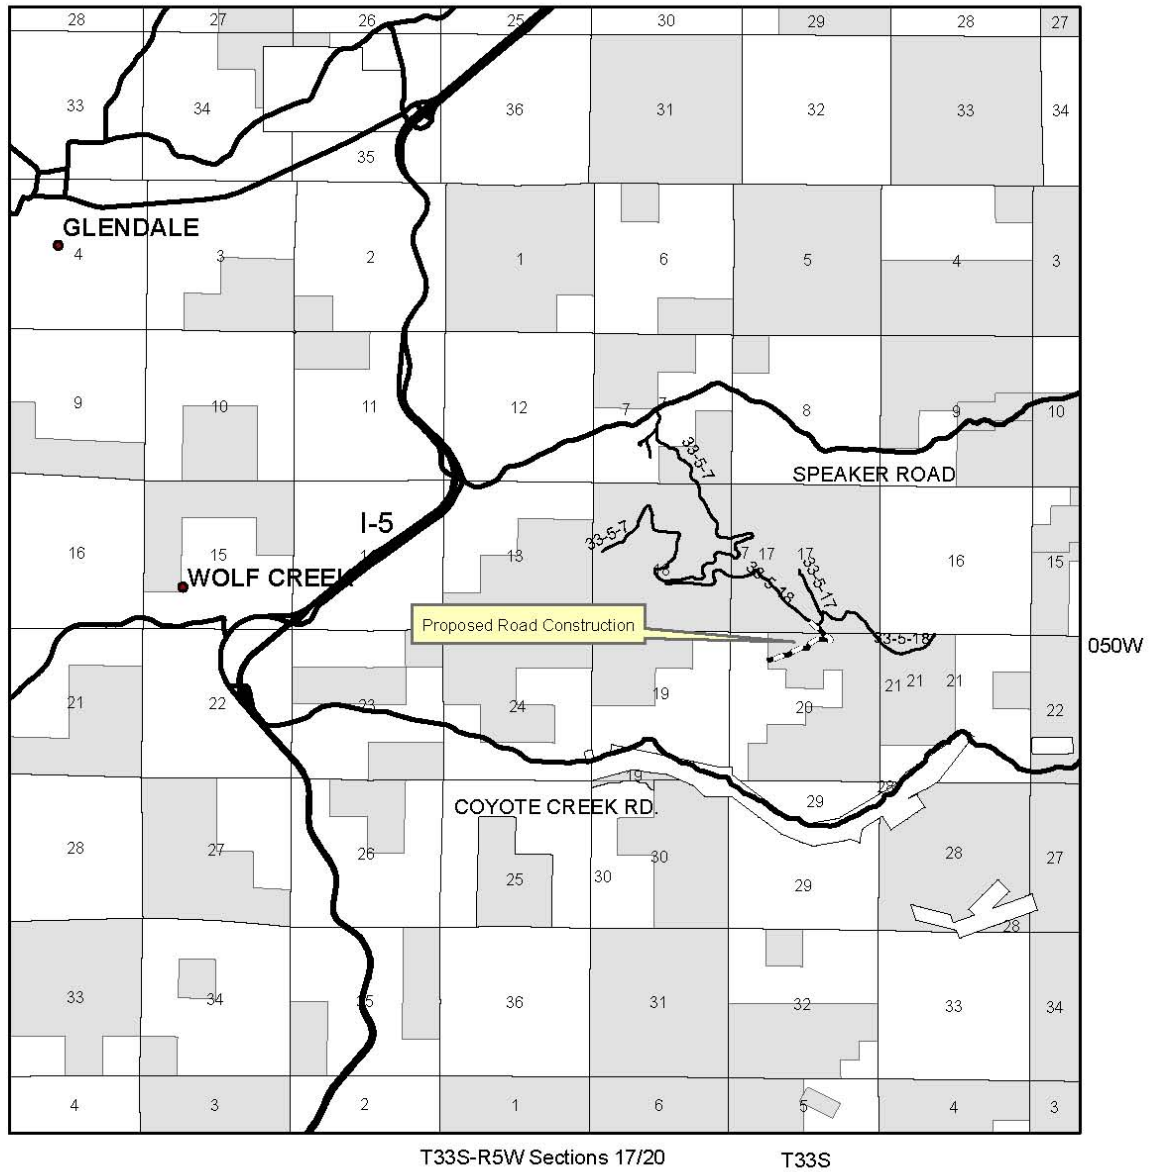 28 27 26 25 30 29 28 27
33 34 36 31 32 33 34
35
GLENDALE
4 3 2 1 6 5 4 3
9 10 11 12 7 7 8 9 10
33-5-7
SPEAKER ROAD
I-5
33-5-7
16 15 13 18 7 17 17 16 15
WOLF CREEK
33-5-18
33-5-17
Proposed Road Construction
33-5-18
050W
21 22 23 24 19 20 21 21 21 22
19 29 28
COYOTE CREEK RD.
28 27 26 25 30 30 29 28 27
28
33 34 35 36 31 32 33 34
4 3 2 1 6 5 4 3
T33S-R5W Sections 17/20
T33S